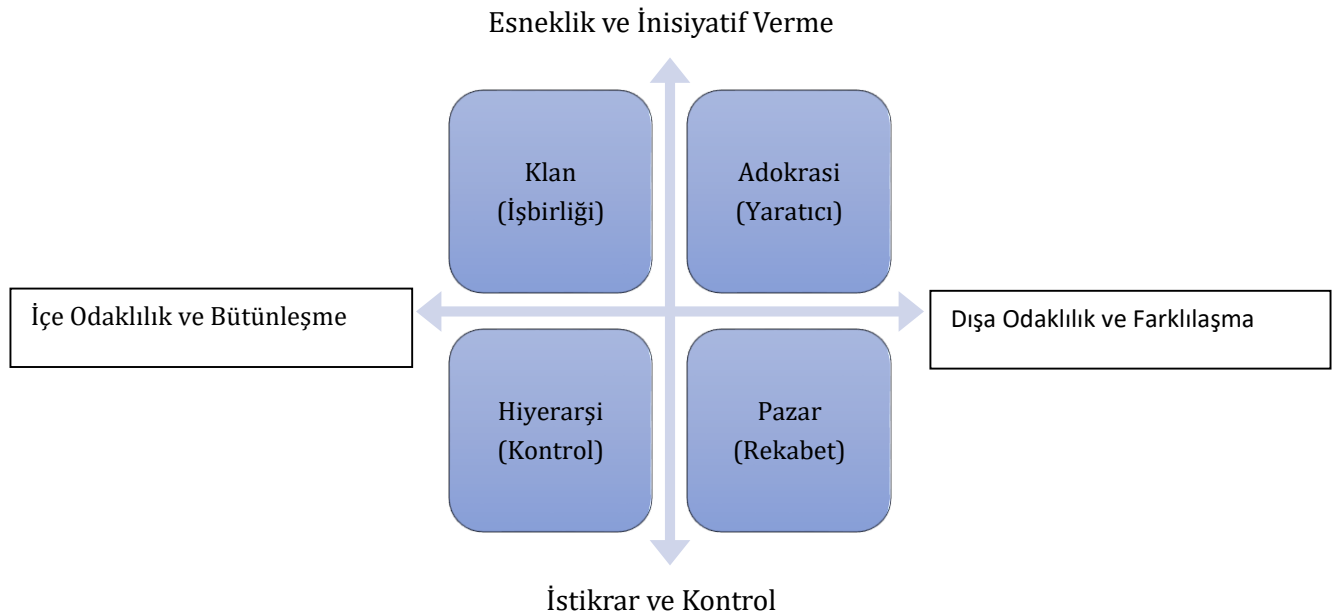 Esneklik ve İnisiyatif Verme
Klan
(İşbirliği)
Adokrasi
(Yaratıcı)
İçe Odaklılık ve Bütünleşme
Dışa Odaklılık ve Farklılaşma
Hiyerarşi
(Kontrol)
Pazar
(Rekabet)
İstikrar ve Kontrol